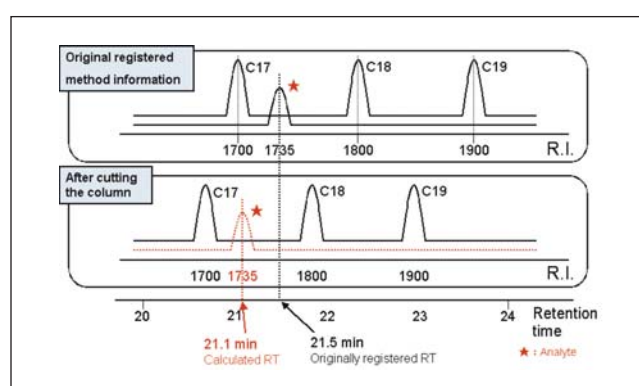 Original registered
method information
C17
C18
C19
1700 1735 1800 1900 R.I.
After cutting
the column
C17
C18
C19
1700 1735 1800 1900 R.I.
20 21 22 23 24 Retention
time
21.1 min
Calculated RT
21.5 min
Originally registered RT
★ : Analyte